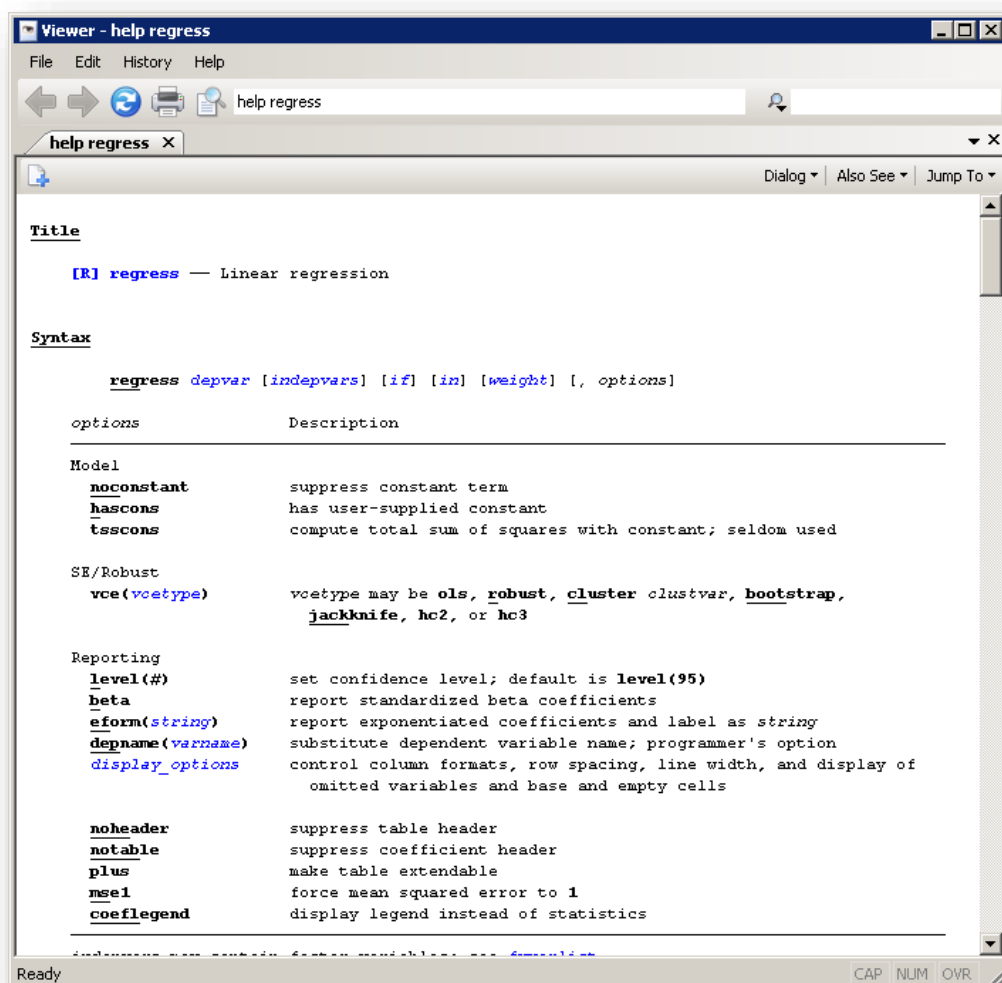 Viewer - help regress
File Edit History Help
help regress
help regress X
Dialog Also See Jump To
Title
[R] regress — Linear regression
Syntax
regress depvar [indepvars] [if] [in] [weight] [, options]
options Description
Model
noconstant suppress constant term
hascons has user-supplied constant
tsscons compute total sum of squares with constant; seldom used
SE/Robust
vce(vcetype) vcetype may be ols, robust, cluster clustvar, bootstrap,
jackknife, hc2, or hc3
Reporting
level(#) set confidence level; default is level(95)
beta report standardized beta coefficients
eform(string) report exponentiated coefficients and label as string
depname(varname) substitute dependent variable name; programmer's option
display_options control column formats, row spacing, line width, and display of
omitted variables and base and empty cells
noheader suppress table header
notable suppress coefficient header
plus make table extendable
mse1 force mean squared error to 1
coeflegend display legend instead of statistics
Ready CAP NUM OVR